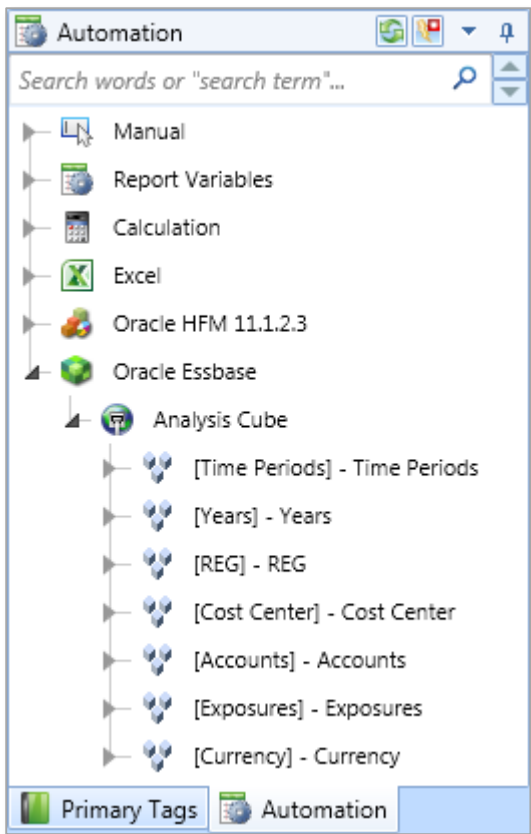 Automation
Search words or "search term"...
Manual
Report Variables
Calculation
Excel
Oracle HFM 11.1.2.3
Oracle Essbase
Analysis Cube
[Time Periods] - Time Periods
[Years] - Years
[REG] - REG
[Cost Center] - Cost Center
[Accounts] - Accounts
[Exposures] - Exposures
[Currency] - Currency
Primary Tags Automation